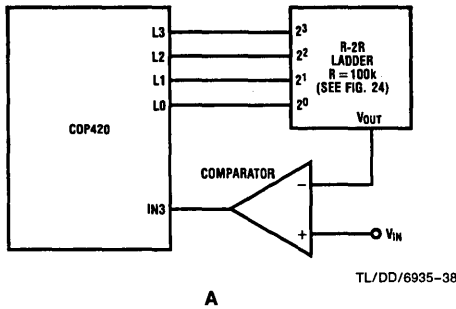 COP420
L3
L2
L1
L0
IN3
2³
2²
2¹
2⁰
R-2R
LADDER
R = 100k
(SEE FIG. 24)
VOUT
COMPARATOR
−
+
VIN
TL/DD/6935-38
A